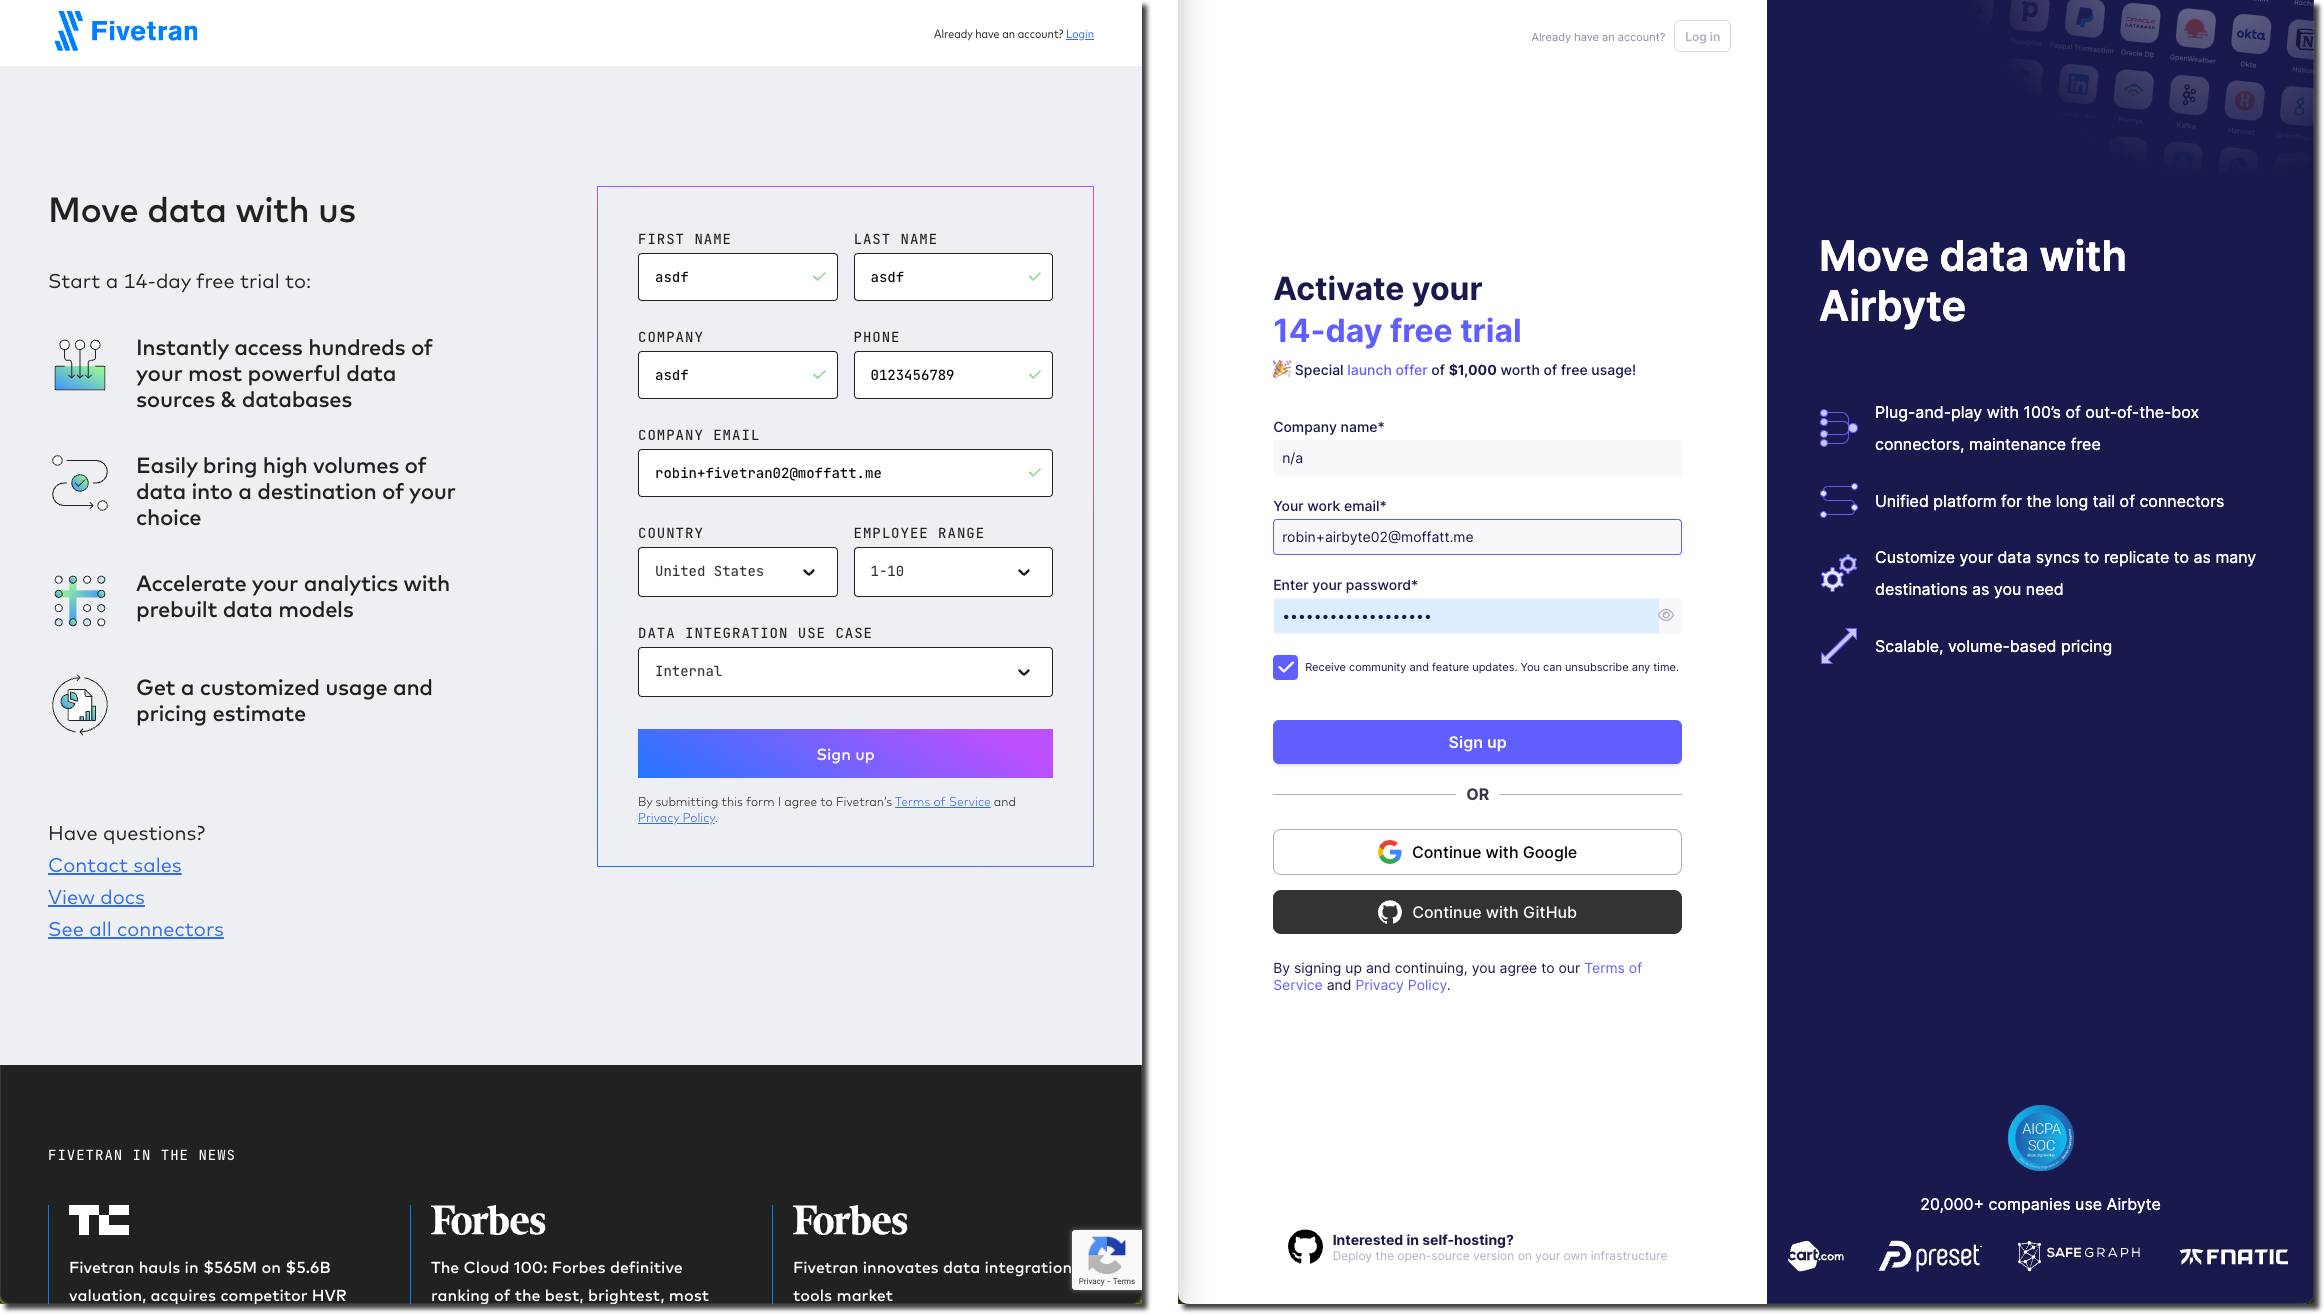 Fivetran
Already have an account? Login
Move data with us
Start a 14-day free trial to:
Instantly access hundreds of
your most powerful data
sources & databases
Easily bring high volumes of
data into a destination of your
choice
Accelerate your analytics with
prebuilt data models
Get a customized usage and
pricing estimate
Have questions?
Contact sales
View docs
See all connectors
FIRST NAME
LAST NAME
asdf
asdf
COMPANY
PHONE
asdf
0123456789
COMPANY EMAIL
robin+fivetran02@moffatt.me
COUNTRY
EMPLOYEE RANGE
United States
1-10
DATA INTEGRATION USE CASE
Internal
Sign up
By submitting this form I agree to Fivetran's Terms of Service and
Privacy Policy.
FIVETRAN IN THE NEWS
TC
Fivetran hauls in $565M on $5.6B
valuation, acquires competitor HVR
Forbes
The Cloud 100: Forbes definitive
ranking of the best, brightest, most
Forbes
Fivetran innovates data integration
tools market
Privacy - Terms
Already have an account? Log in
Activate your
14-day free trial
Special launch offer of $1,000 worth of free usage!
Company name*
n/a
Your work email*
robin+airbyte02@moffatt.me
Enter your password*
Receive community and feature updates. You can unsubscribe any time.
Sign up
OR
Continue with Google
Continue with GitHub
By signing up and continuing, you agree to our Terms of
Service and Privacy Policy.
Interested in self-hosting?
Deploy the open-source version on your own infrastructure
Paypal Transaction
ORACLE
DATABASE
Oracle DB
OpenWeather
okta
Okta
Kafka
Move data with
Airbyte
Plug-and-play with 100's of out-of-the-box
connectors, maintenance free
Unified platform for the long tail of connectors
Customize your data syncs to replicate to as many
destinations as you need
Scalable, volume-based pricing
AICPA
SOC
20,000+ companies use Airbyte
cart.com
preset
SAFEGRAPH
FNATIC